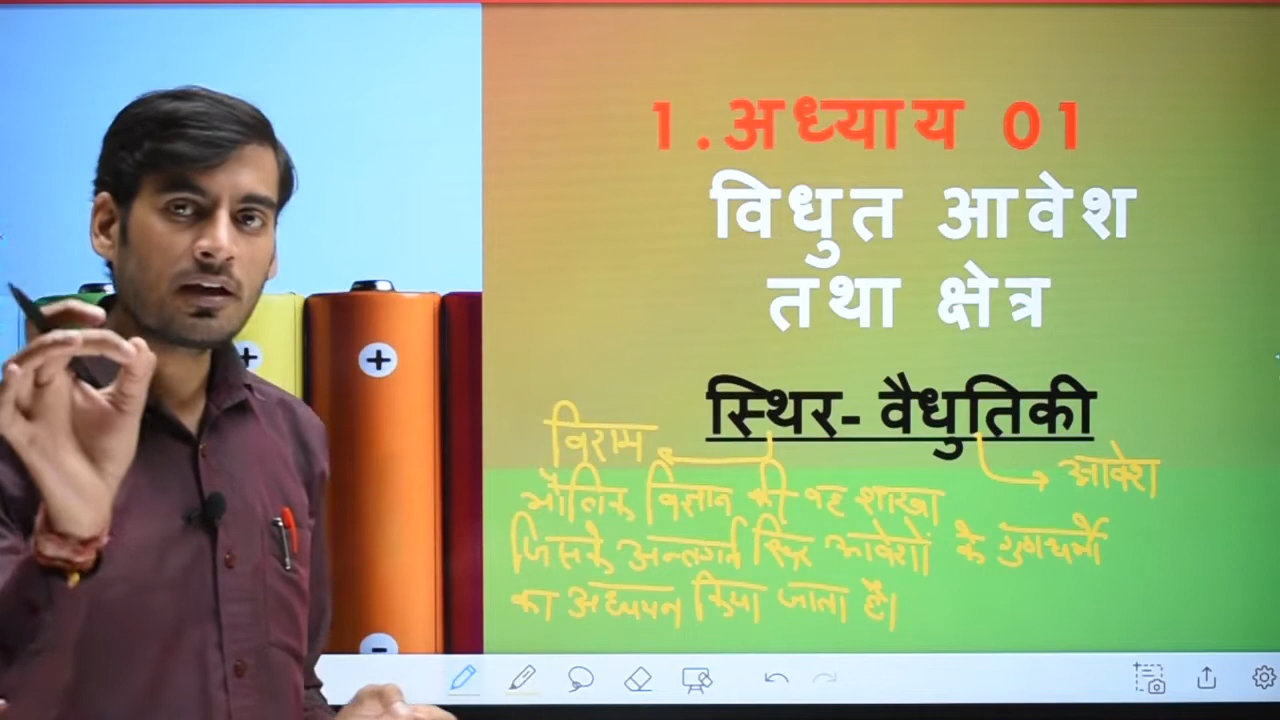 1.अध्याय 01
विधुत आवेश
तथा क्षेत्र
स्थिर- वैधुतिकी
विराम
आवेश
भौतिक विज्ञान की वह शाखा
जिसके अन्तर्गत स्थिर आवेशों के गुणधर्मो
का अध्ययन किया जाता है।